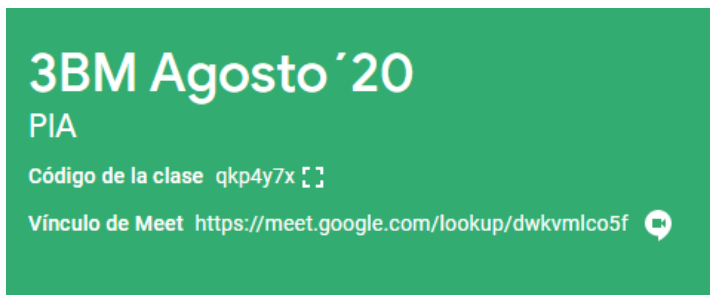 3BM Agosto ´20
PIA
Código de la clase qkp4y7x
Vínculo de Meet https://meet.google.com/lookup/dwkvmlco5f